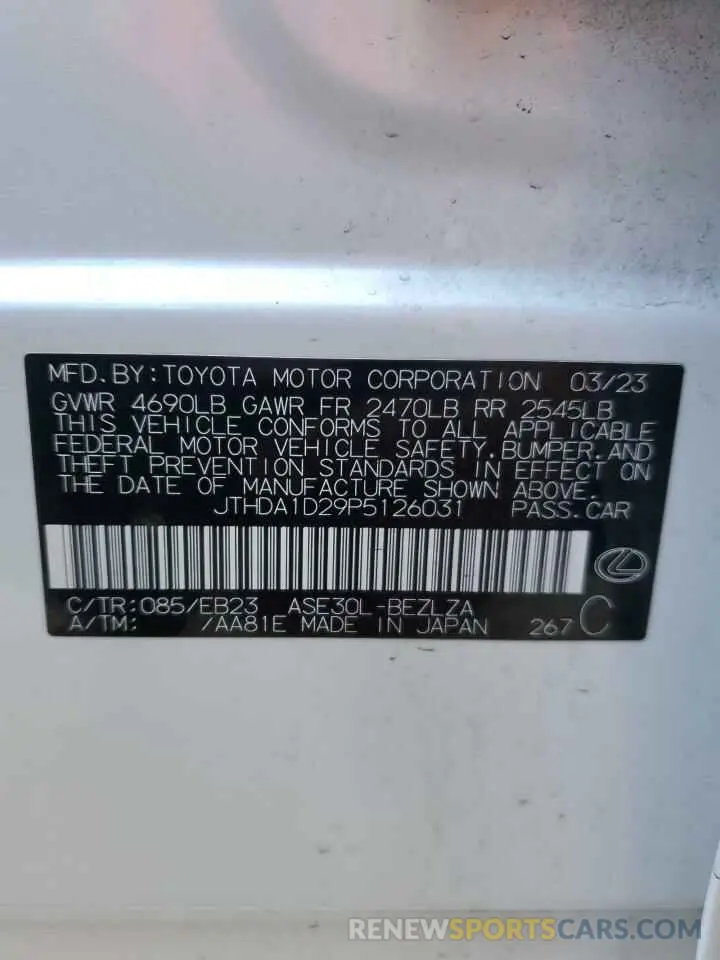 MFD.BY:TOYOTA MOTOR CORPORATION 03/23
GVWR 4690LB GAWR FR 2470LB RR 2545LB
THIS VEHICLE CONFORMS TO ALL APPLICABLE
FEDERAL MOTOR VEHICLE SAFETY,BUMPER,AND
THEFT PREVENTION STANDARDS IN EFFECT ON
THE DATE OF MANUFACTURE SHOWN ABOVE.
JTHDA1D29P5126031 PASS.CAR
C/TR:085/EB23 ASE30L-BEZLZA
A/TM: /AA81E MADE IN JAPAN 267 C
RENEWSPORTSCARS.COM